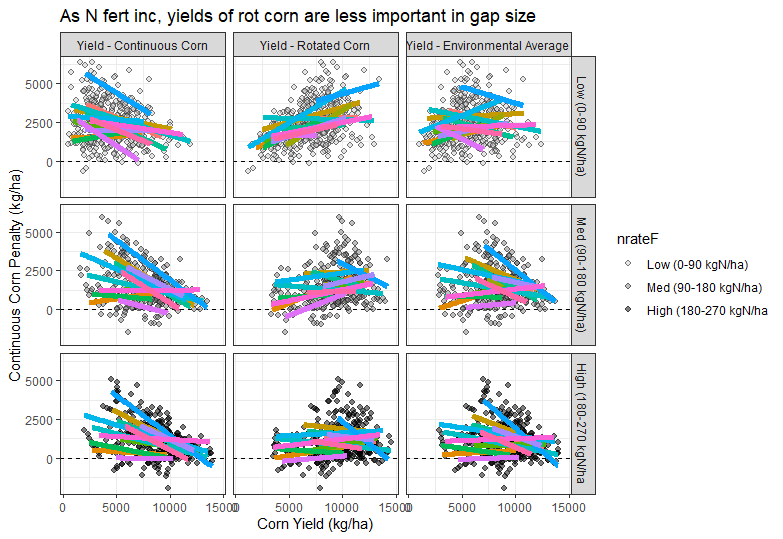 As N fert inc, yields of rot corn are less important in gap size
Yield - Continuous Corn
Yield - Rotated Corn
Yield - Environmental Average
Continuous Corn Penalty (kg/ha)
5000
2500
0
Low (0-90 kgN/ha)
5000
2500
0
Med (90-180 kgN/ha)
5000
2500
0
High (180-270 kgN/ha
0 5000 10000 15000
0 5000 10000 15000
0 5000 10000 15000
Corn Yield (kg/ha)
nrateF
Low (0-90 kgN/ha)
Med (90-180 kgN/ha)
High (180-270 kgN/ha